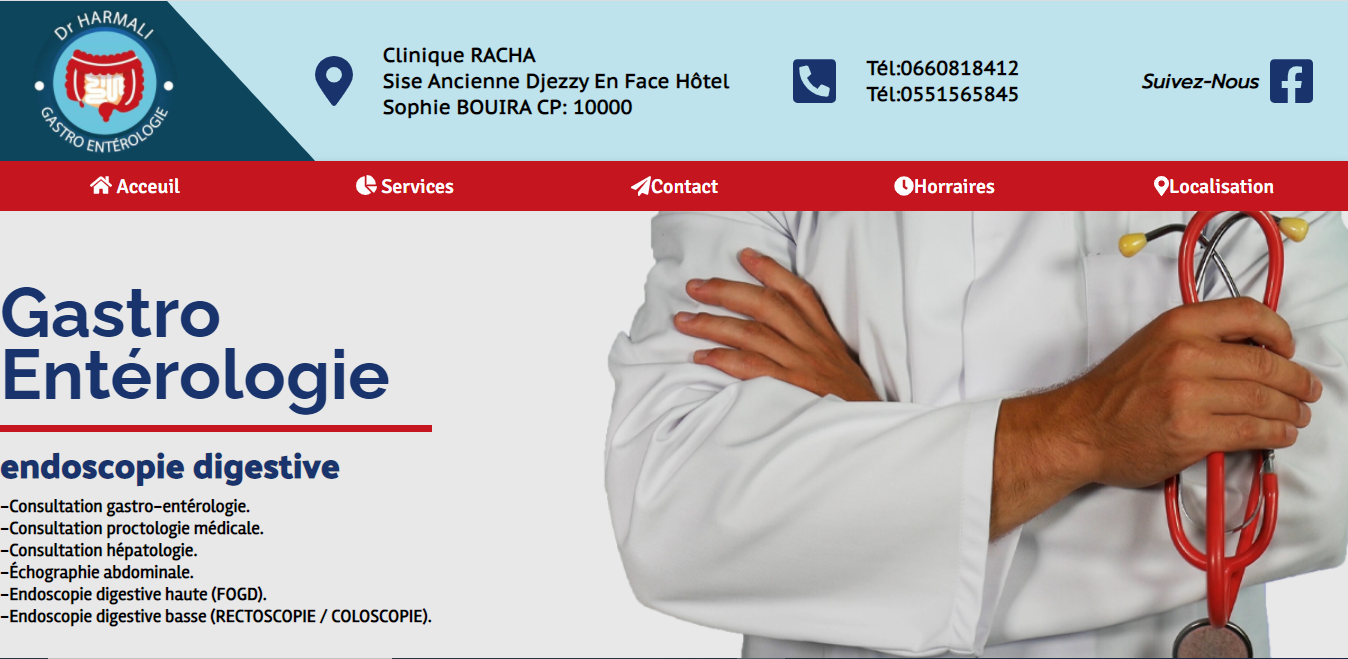 Dr HARMALI
GASTRO ENTÉROLOGIE
Clinique RACHA
Sise Ancienne Djezzy En Face Hôtel
Sophie BOUIRA CP: 10000
Tél:0660818412
Tél:0551565845
Suivez-Nous
Acceuil
Services
Contact
Horraires
Localisation
Gastro
Entérologie
endoscopie digestive
-Consultation gastro-entérologie.
-Consultation proctologie médicale.
-Consultation hépatologie.
-Échographie abdominale.
-Endoscopie digestive haute (FOGD).
-Endoscopie digestive basse (RECTOSCOPIE / COLOSCOPIE).